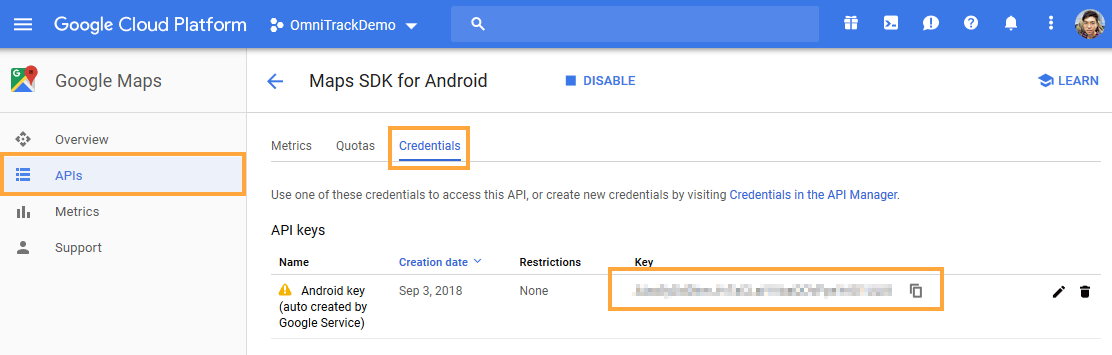 Google Cloud Platform
OmniTrackDemo
Google Maps
Maps SDK for Android
DISABLE
LEARN
Overview
APIs
Metrics
Support
Metrics
Quotas
Credentials
Use one of these credentials to access this API, or create new credentials by visiting Credentials in the API Manager.
API keys
Name
Creation date
Restrictions
Key
Android key
(auto created by
Google Service)
Sep 3, 2018
None